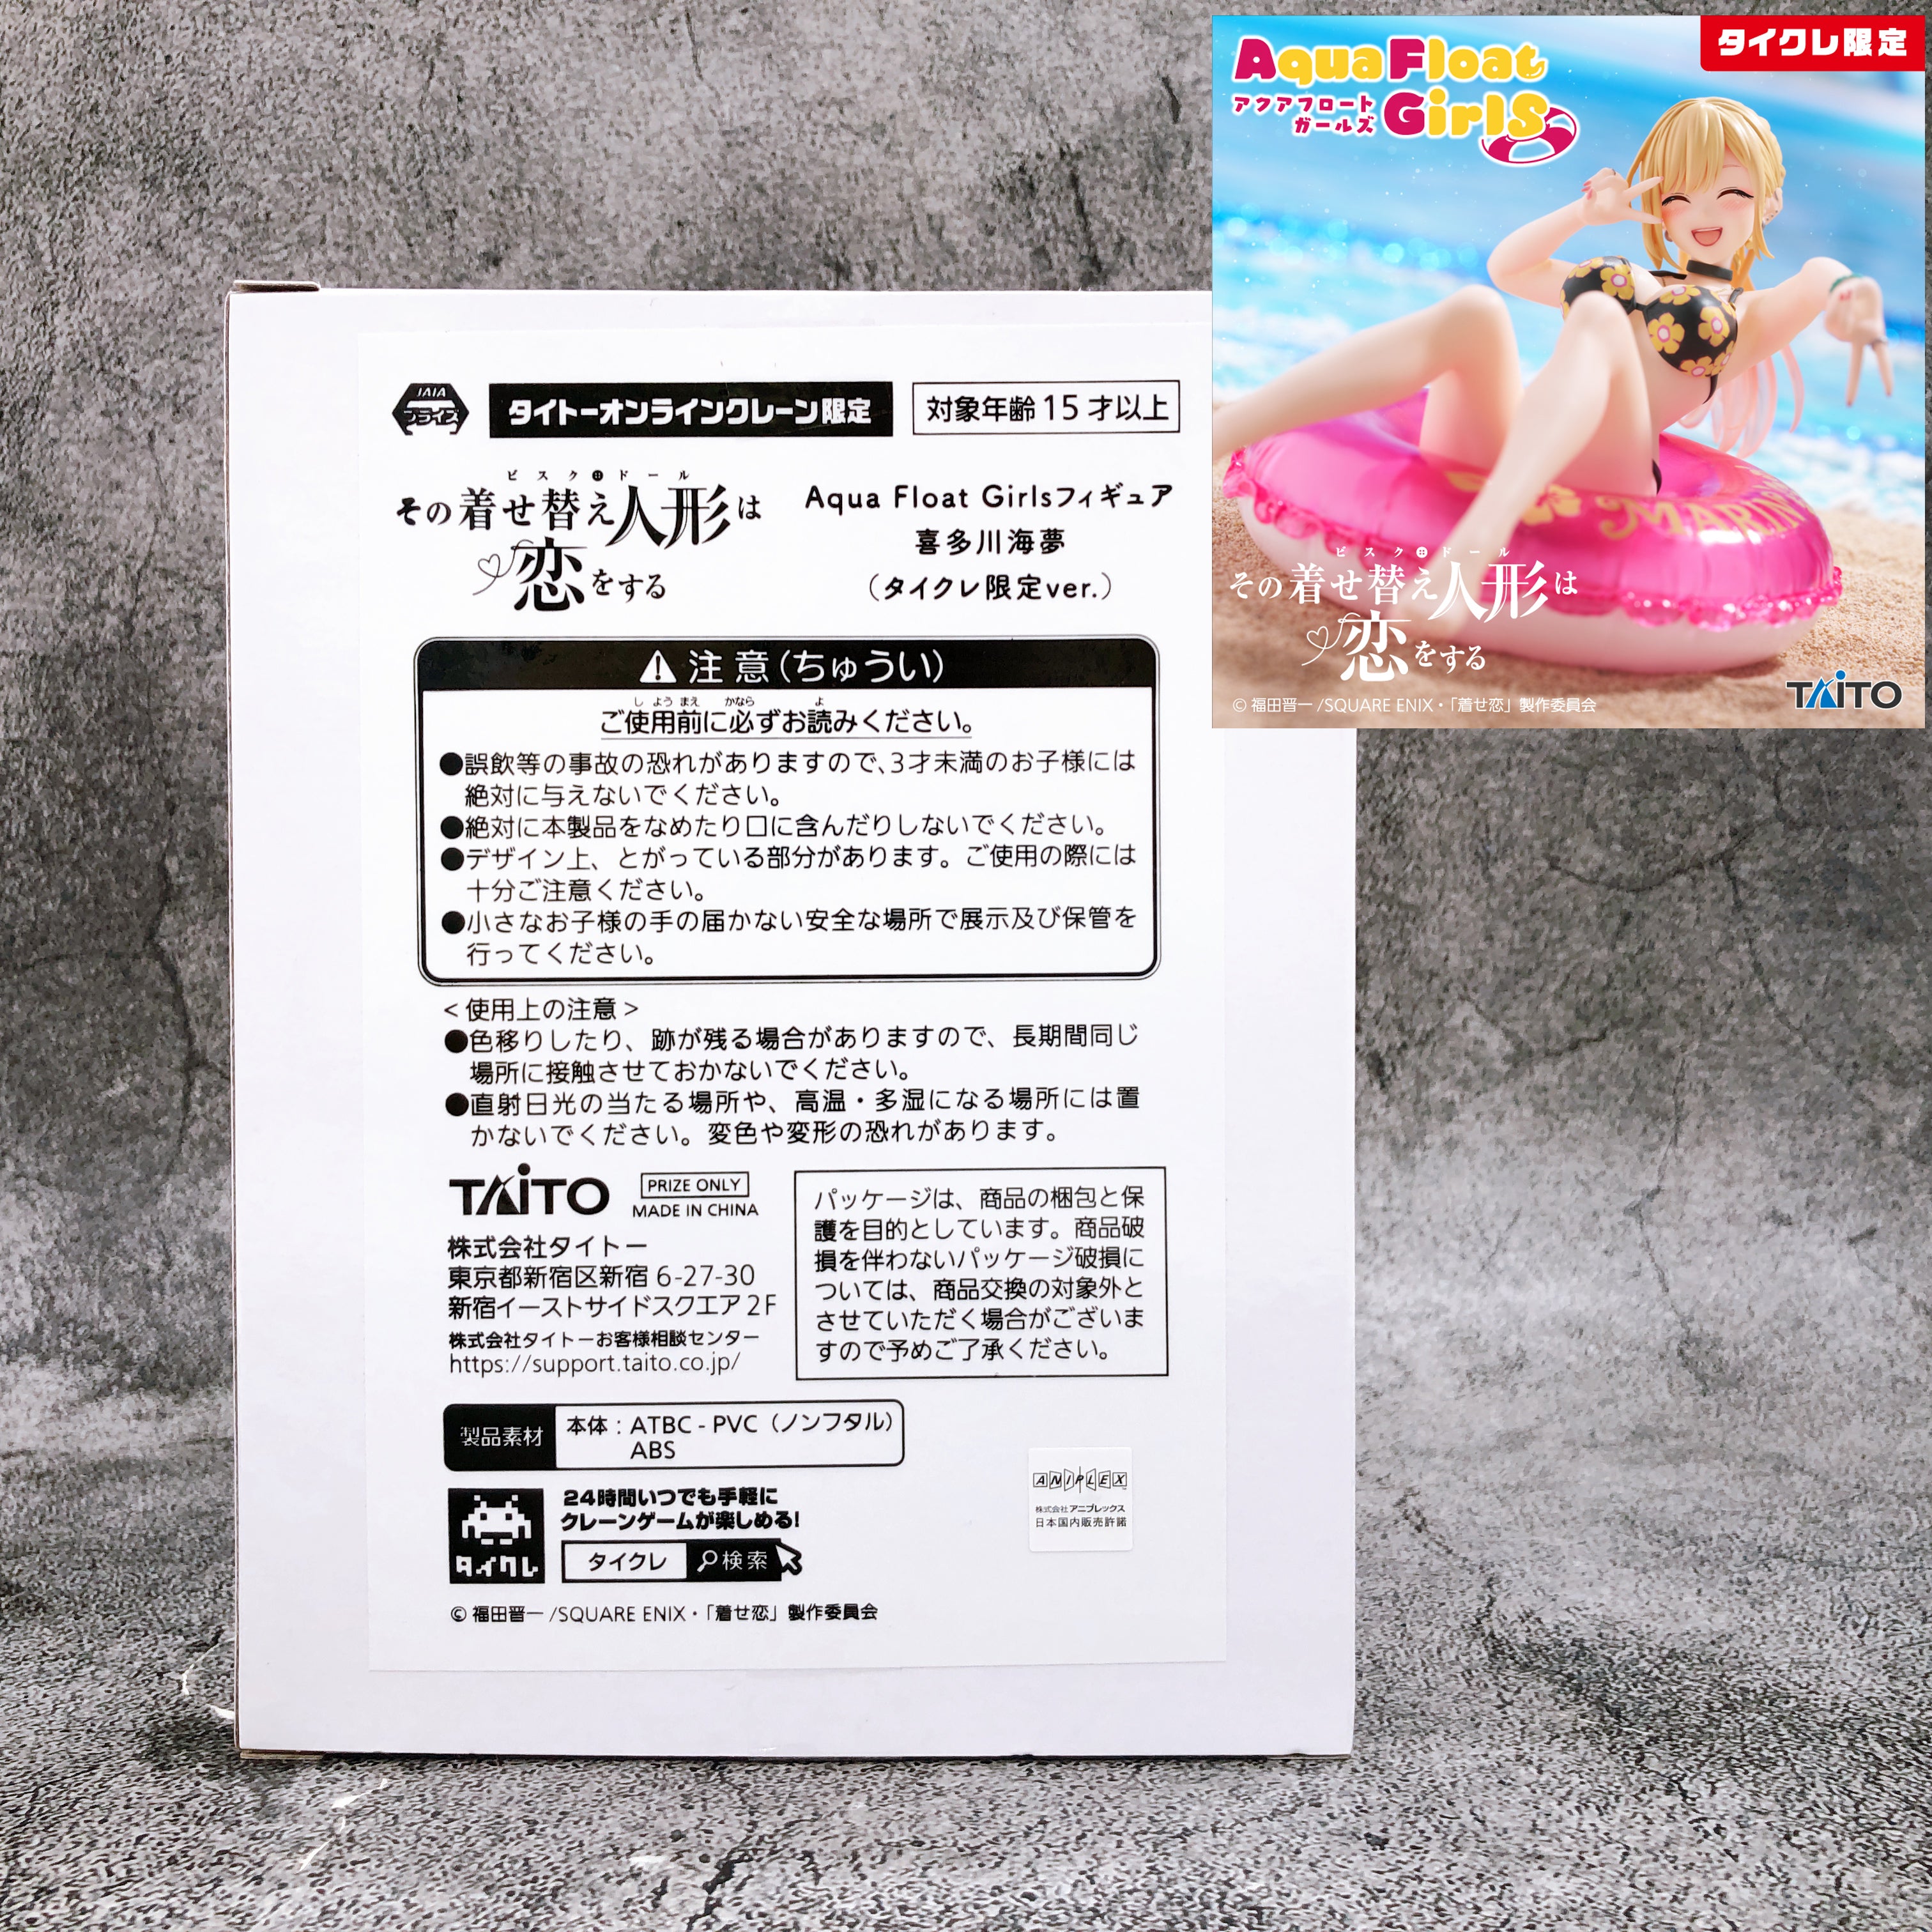 タイクレ限定
Aqua Float
アクアフロート
ガールズ
Girls
MARIN
ビスクドール
その着せ替え人形は
恋をする
TAITO
© 福田晋一/SQUARE ENIX・「着せ恋」製作委員会
JAIA
プライズ
タイトーオンラインクレーン限定
対象年齢15才以上
ビスクドール
その着せ替え人形は
恋をする
Aqua Float Girlsフィギュア
喜多川海夢
（タイクレ限定ver.）
注意（ちゅうい）
しようまえ かなら よ
ご使用前に必ずお読みください。
●誤飲等の事故の恐れがありますので、3才未満のお子様には
絶対に与えないでください。
●絶対に本製品をなめたり口に含んだりしないでください。
●デザイン上、とがっている部分があります。ご使用の際には
十分ご注意ください。
●小さなお子様の手の届かない安全な場所で展示及び保管を
行ってください。
＜使用上の注意＞
●色移りしたり、跡が残る場合がありますので、長期間同じ
場所に接触させておかないでください。
●直射日光の当たる場所や、高温・多湿になる場所には置
かないでください。変色や変形の恐れがあります。
TAITO
PRIZE ONLY
MADE IN CHINA
株式会社タイトー
東京都新宿区新宿 6-27-30
新宿イーストサイドスクエア 2F
株式会社タイトーお客様相談センター
https://support.taito.co.jp/
パッケージは、商品の梱包と保
護を目的としています。商品破
損を伴わないパッケージ破損に
ついては、商品交換の対象外と
させていただく場合がございま
すので予めご了承ください。
製品素材
本体：ATBC - PVC（ノンフタル）
ABS
タイクレ
24時間いつでも手軽に
クレーンゲームが楽しめる!
タイクレ 検索
ANIPLEX
株式会社アニプレックス
日本国内販売許諾
© 福田晋一/SQUARE ENIX・「着せ恋」製作委員会